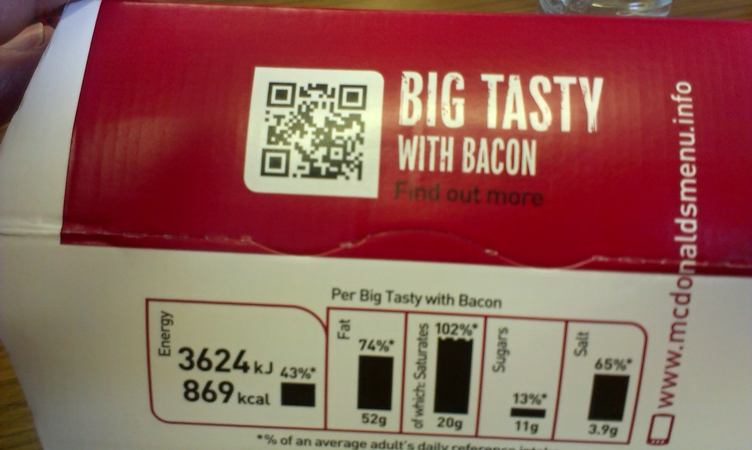 BIG TASTY
WITH BACON
Find out more
www.mcdonaldsmenu.info
Per Big Tasty with Bacon
Energy
3624 kJ 43%*
869 kcal
Fat
74%*
52g
of which: Saturates
102%*
20g
Sugars
13%*
11g
Salt
65%*
3.9g
*% of an average adult's daily reference